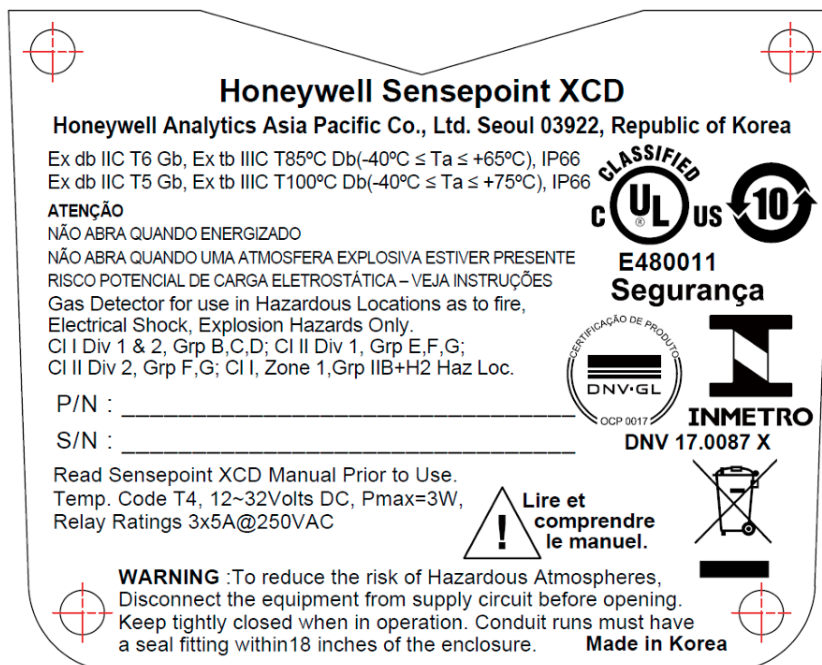 Honeywell Sensepoint XCD
Honeywell Analytics Asia Pacific Co., Ltd. Seoul 03922, Republic of Korea
Ex db IIC T6 Gb, Ex tb IIIC T85ºC Db(-40ºC ≤ Ta ≤ +65ºC), IP66
Ex db IIC T5 Gb, Ex tb IIIC T100ºC Db(-40ºC ≤ Ta ≤ +75ºC), IP66
ATENÇÃO
NÃO ABRA QUANDO ENERGIZADO
NÃO ABRA QUANDO UMA ATMOSFERA EXPLOSIVA ESTIVER PRESENTE
RISCO POTENCIAL DE CARGA ELETROSTÁTICA – VEJA INSTRUÇÕES
Gas Detector for use in Hazardous Locations as to fire,
Electrical Shock, Explosion Hazards Only.
Cl I Div 1 & 2, Grp B,C,D; Cl II Div 1, Grp E,F,G;
Cl II Div 2, Grp F,G; Cl I, Zone 1,Grp IIB+H2 Haz Loc.
CLASSIFIED
C UL ® US
10
E480011
Segurança
CERTIFICAÇÃO DE PRODUTO
DNV·GL
OCP 0017
INMETRO
DNV 17.0087 X
P/N : ________________________________
S/N : ________________________________
Read Sensepoint XCD Manual Prior to Use.
Temp. Code T4, 12~32Volts DC, Pmax=3W,
Relay Ratings 3x5A@250VAC
!
Lire et
comprendre
le manuel.
WARNING :To reduce the risk of Hazardous Atmospheres,
Disconnect the equipment from supply circuit before opening.
Keep tightly closed when in operation. Conduit runs must have
a seal fitting within18 inches of the enclosure.
Made in Korea